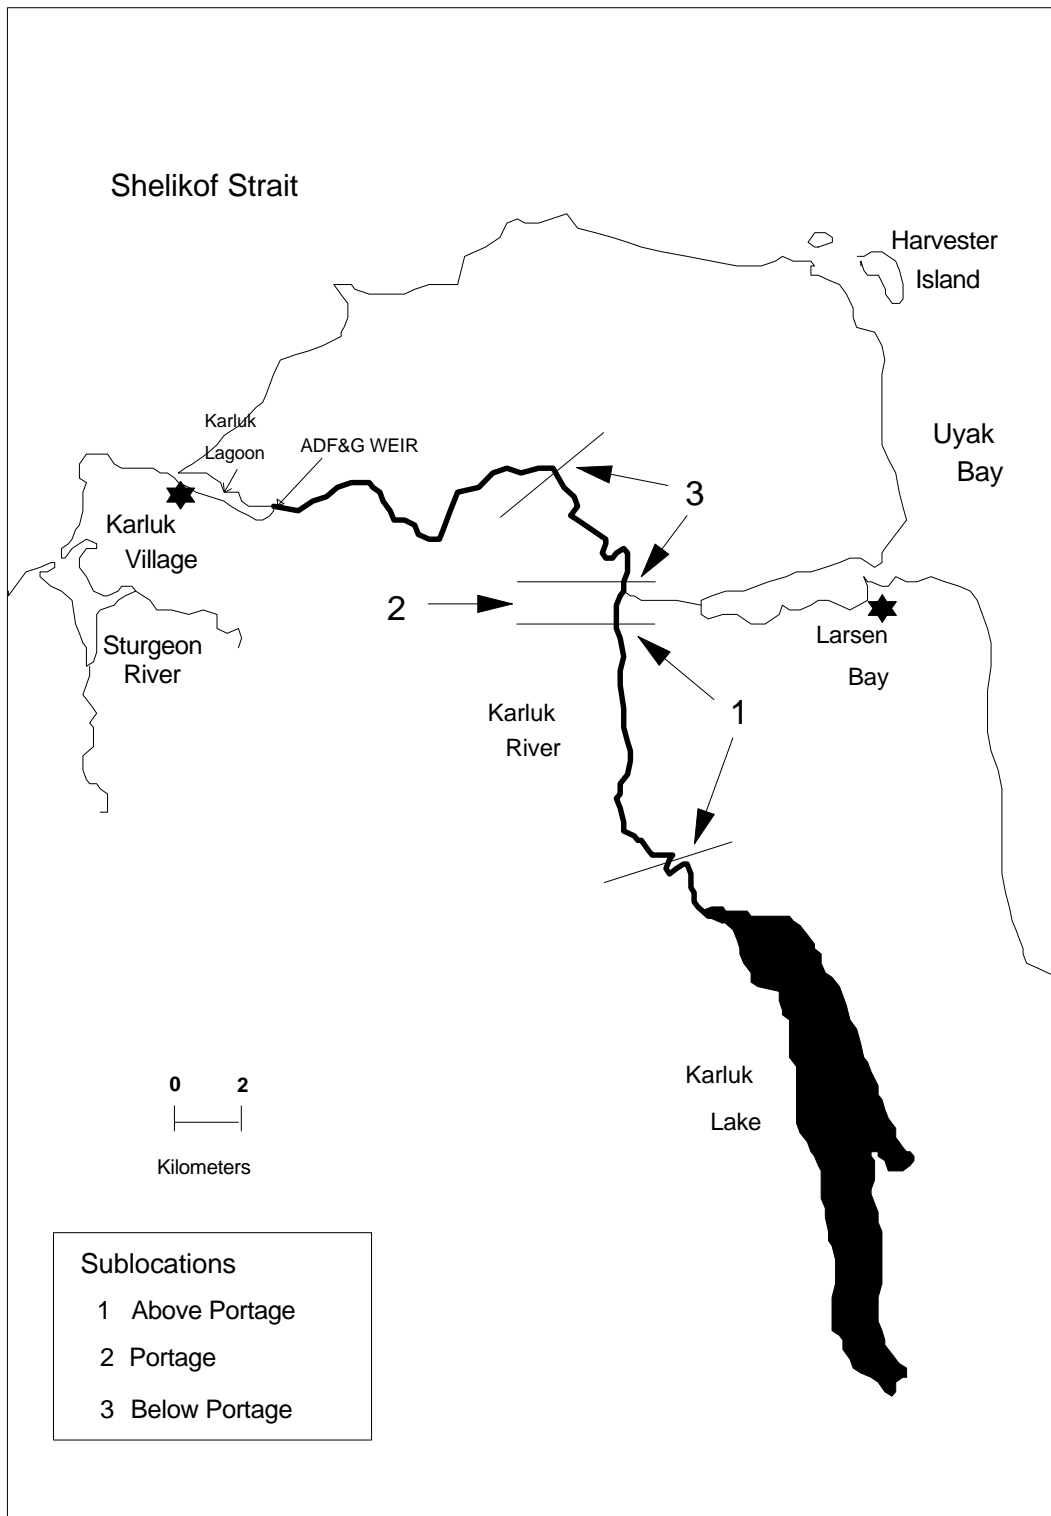 Shelikof Strait
Harvester
Island
Karluk
Lagoon
ADF&G WEIR
Uyak
Bay
3
Karluk
Village
2
Larsen
Bay
Sturgeon
River
1
Karluk
River
Karluk
Lake
0 2
Kilometers
Sublocations
1 Above Portage
2 Portage
3 Below Portage